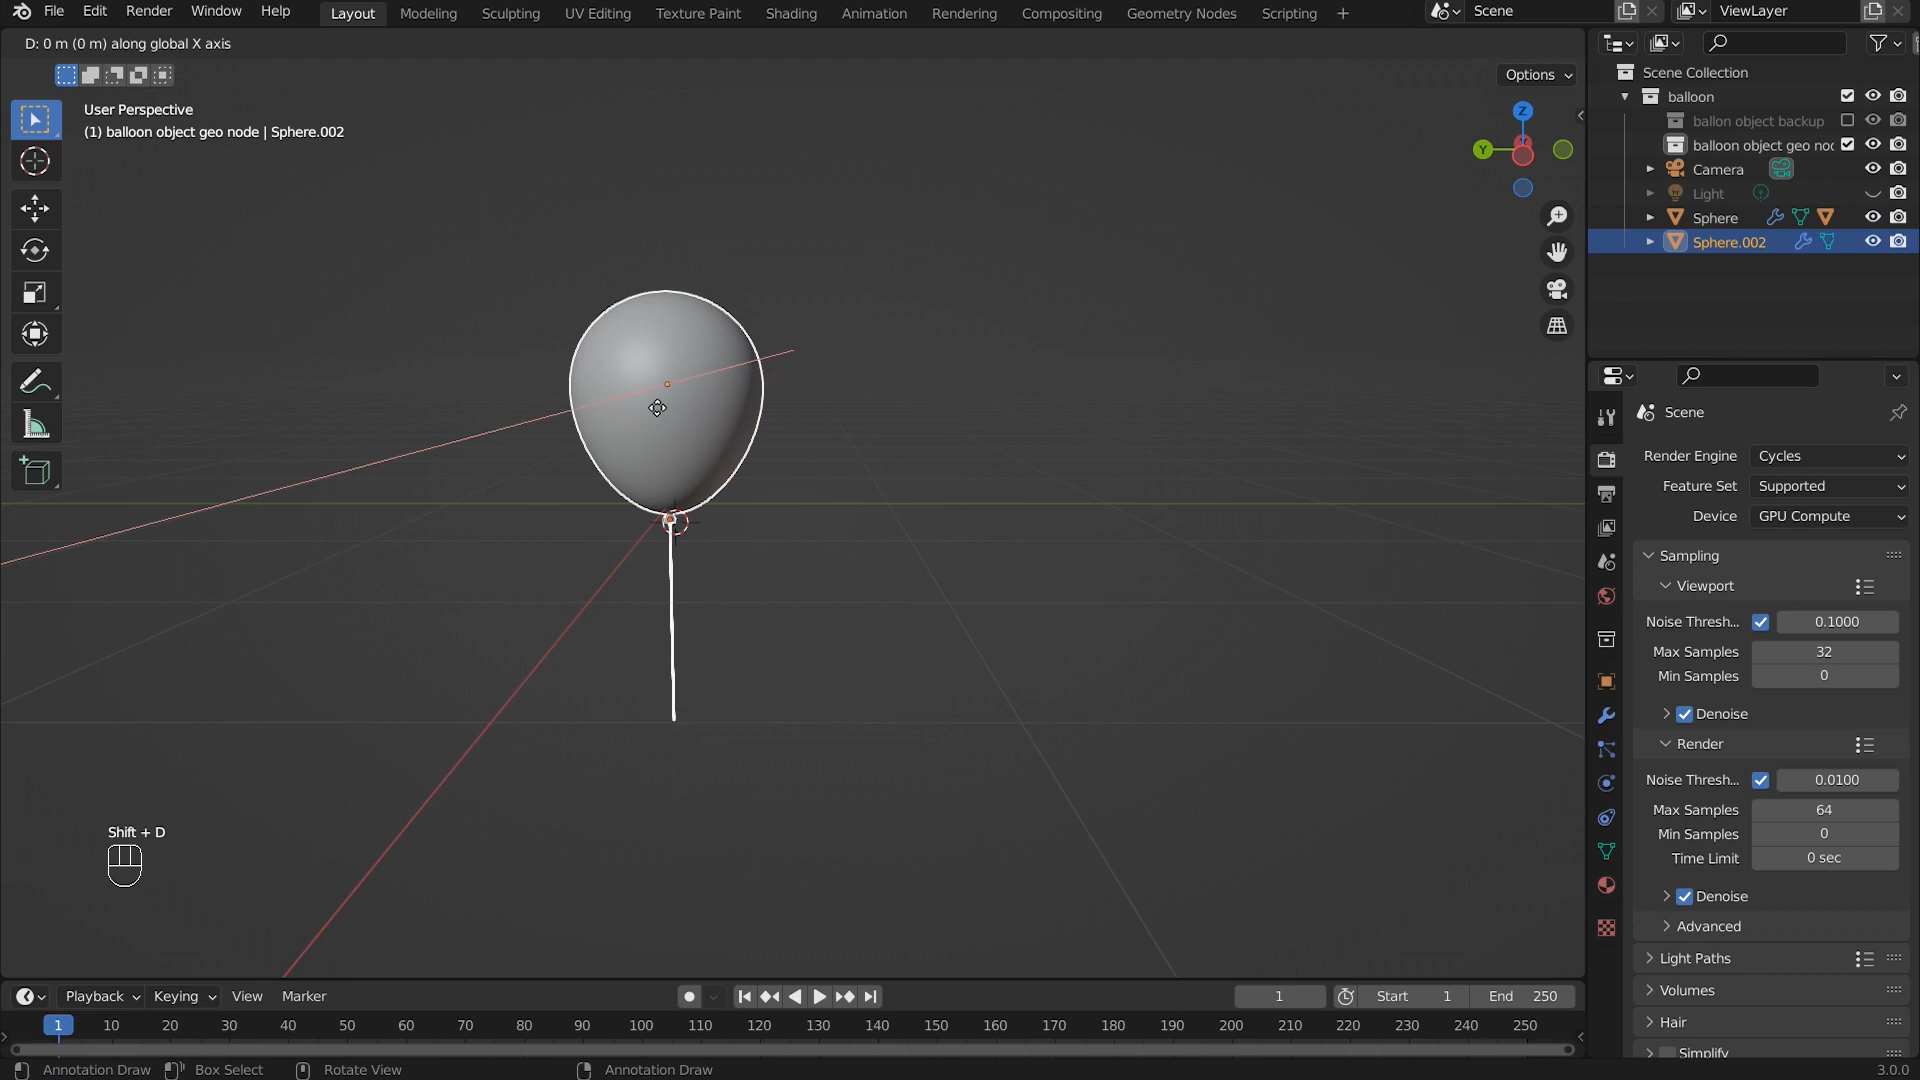 File Edit Render Window Help Layout Modeling Sculpting UV Editing Texture Paint Shading Animation Rendering Compositing Geometry Nodes Scripting + Scene ViewLayer
D: 0 m (0 m) along global X axis
Options
User Perspective
(1) balloon object geo node | Sphere.002
Z
Y
Scene Collection
balloon
ballon object backup
balloon object geo noc
Camera
Light
Sphere
Sphere.002
Scene
Render Engine Cycles
Feature Set Supported
Device GPU Compute
Sampling
Viewport
Noise Thresh... 0.1000
Max Samples 32
Min Samples 0
Denoise
Render
Noise Thresh... 0.0100
Max Samples 64
Min Samples 0
Time Limit 0 sec
Denoise
Advanced
Light Paths
Volumes
Hair
Simplify
Shift + D
Playback Keying View Marker 1 Start 1 End 250
1 10 20 30 40 50 60 70 80 90 100 110 120 130 140 150 160 170 180 190 200 210 220 230 240 250
Annotation Draw Box Select Rotate View Annotation Draw 3.0.0